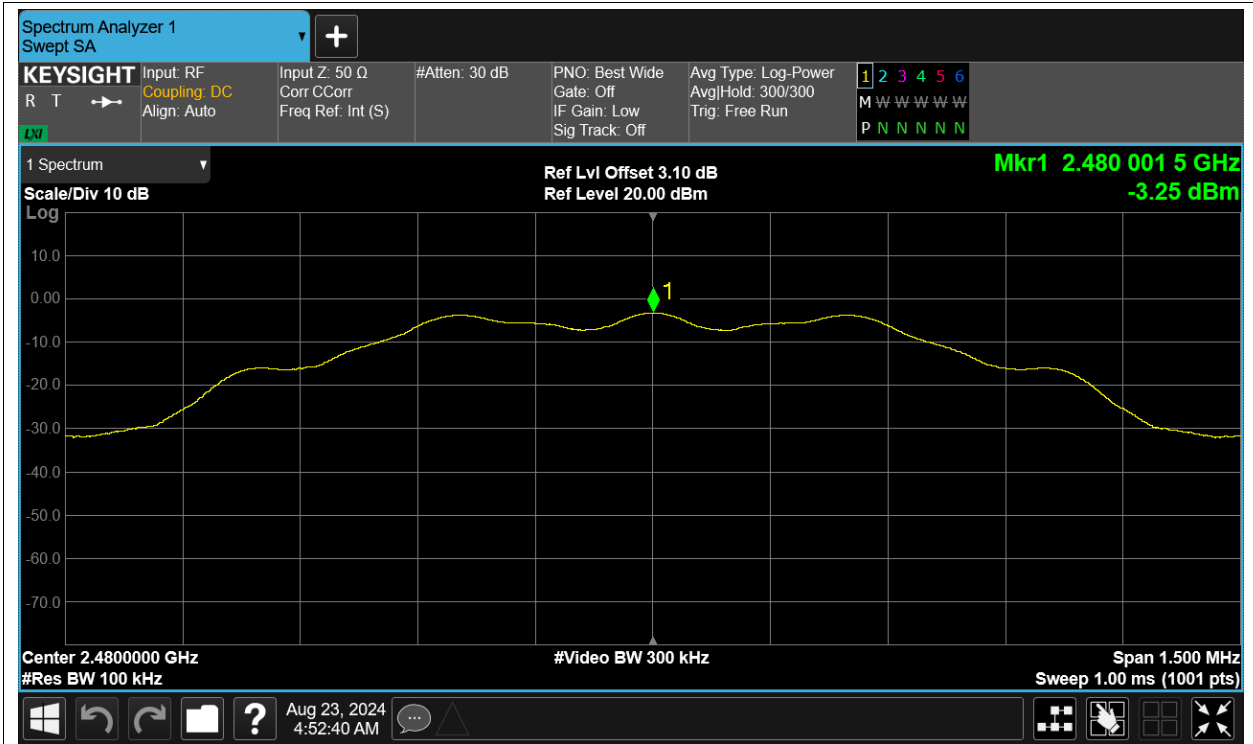 Spectrum Analyzer 1
Swept SA
KEYSIGHT
R T
LXI
Input: RF
Coupling: DC
Align: Auto
Input Z: 50 Ω
Corr CCorr
Freq Ref: Int (S)
#Atten: 30 dB
PNO: Best Wide
Gate: Off
IF Gain: Low
Sig Track: Off
Avg Type: Log-Power
Avg|Hold: 300/300
Trig: Free Run
1 2 3 4 5 6
M W W W W W
P N N N N N
1 Spectrum
Scale/Div 10 dB
Log
Ref Lvl Offset 3.10 dB
Ref Level 20.00 dBm
Mkr1 2.480 001 5 GHz
-3.25 dBm
1
10.0
0.00
-10.0
-20.0
-30.0
-40.0
-50.0
-60.0
-70.0
Center 2.4800000 GHz
#Res BW 100 kHz
#Video BW 300 kHz
Span 1.500 MHz
Sweep 1.00 ms (1001 pts)
?
Aug 23, 2024
4:52:40 AM